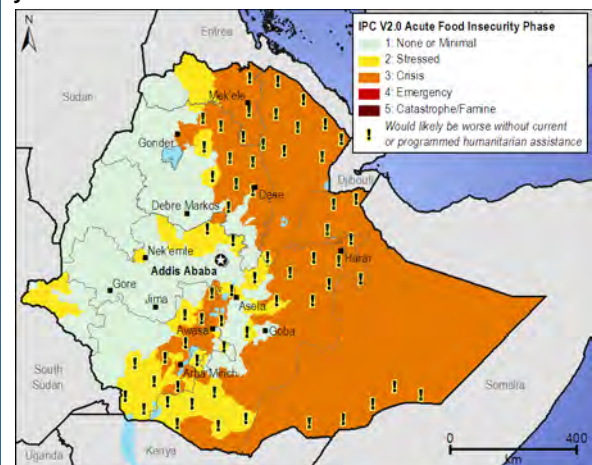 IPC V2.0 Acute Food Insecurity Phase
1: None or Minimal
2: Stressed
3: Crisis
4: Emergency
5: Catastrophe/Famine
! Would likely be worse without current
or programmed humanitarian assistance
N
Eritrea
Sudan
Mek'ele
Gonder
Djibouti
Dese
Debre Markos
Nek'emte
Harar
Addis Ababa
Gore
Jima
Asela
Awasa
Goba
Arba Minch
South
Sudan
Somalia
Uganda
Kenya
0 400
km